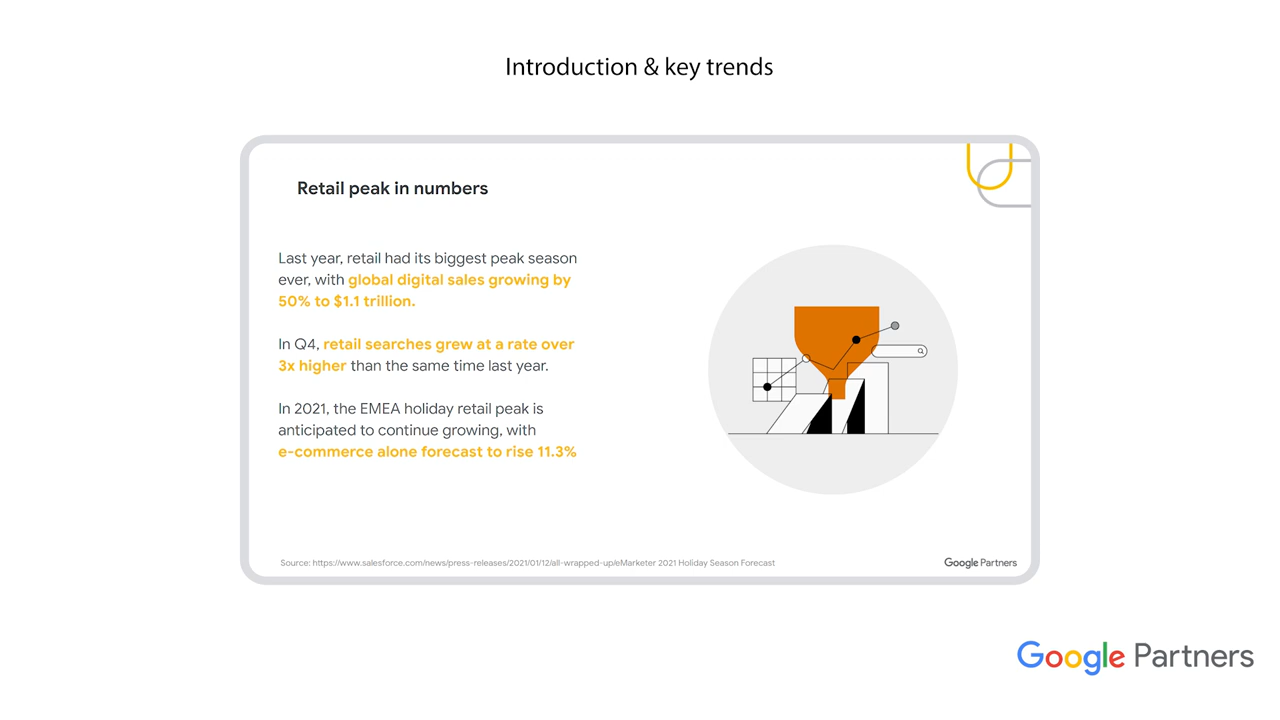 Introduction & key trends
Retail peak in numbers
Last year, retail had its biggest peak season
ever, with global digital sales growing by
50% to $1.1 trillion.
In Q4, retail searches grew at a rate over
3x higher than the same time last year.
In 2021, the EMEA holiday retail peak is
anticipated to continue growing, with
e-commerce alone forecast to rise 11.3%
Source: https://www.salesforce.com/news/press-releases/2021/01/12/all-wrapped-up/eMarketer 2021 Holiday Season Forecast
Google Partners
Google Partners